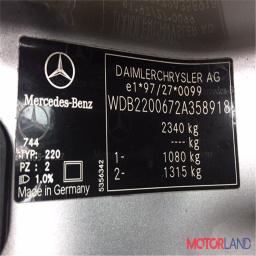 DAIMLERCHRYSLER AG
e1*97/27*0099
WDB2200672A358918
Mercedes-Benz
2340 kg
---- kg
744
TYP: 220
1- 1080 kg
PZ : 2
2- 1315 kg
1,0%
Made in Germany
5356342
MOTORLAND